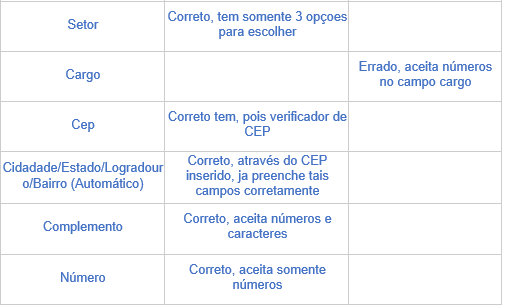 Setor
Correto, tem somente 3 opçoes
para escolher
Cargo
Errado, aceita números
no campo cargo
Cep
Correto tem, pois verificador de
CEP
Cidadade/Estado/Logradour
o/Bairro (Automático)
Correto, através do CEP
inserido, ja preenche tais
campos corretamente
Complemento
Correto, aceita números e
caracteres
Número
Correto, aceita somente
números